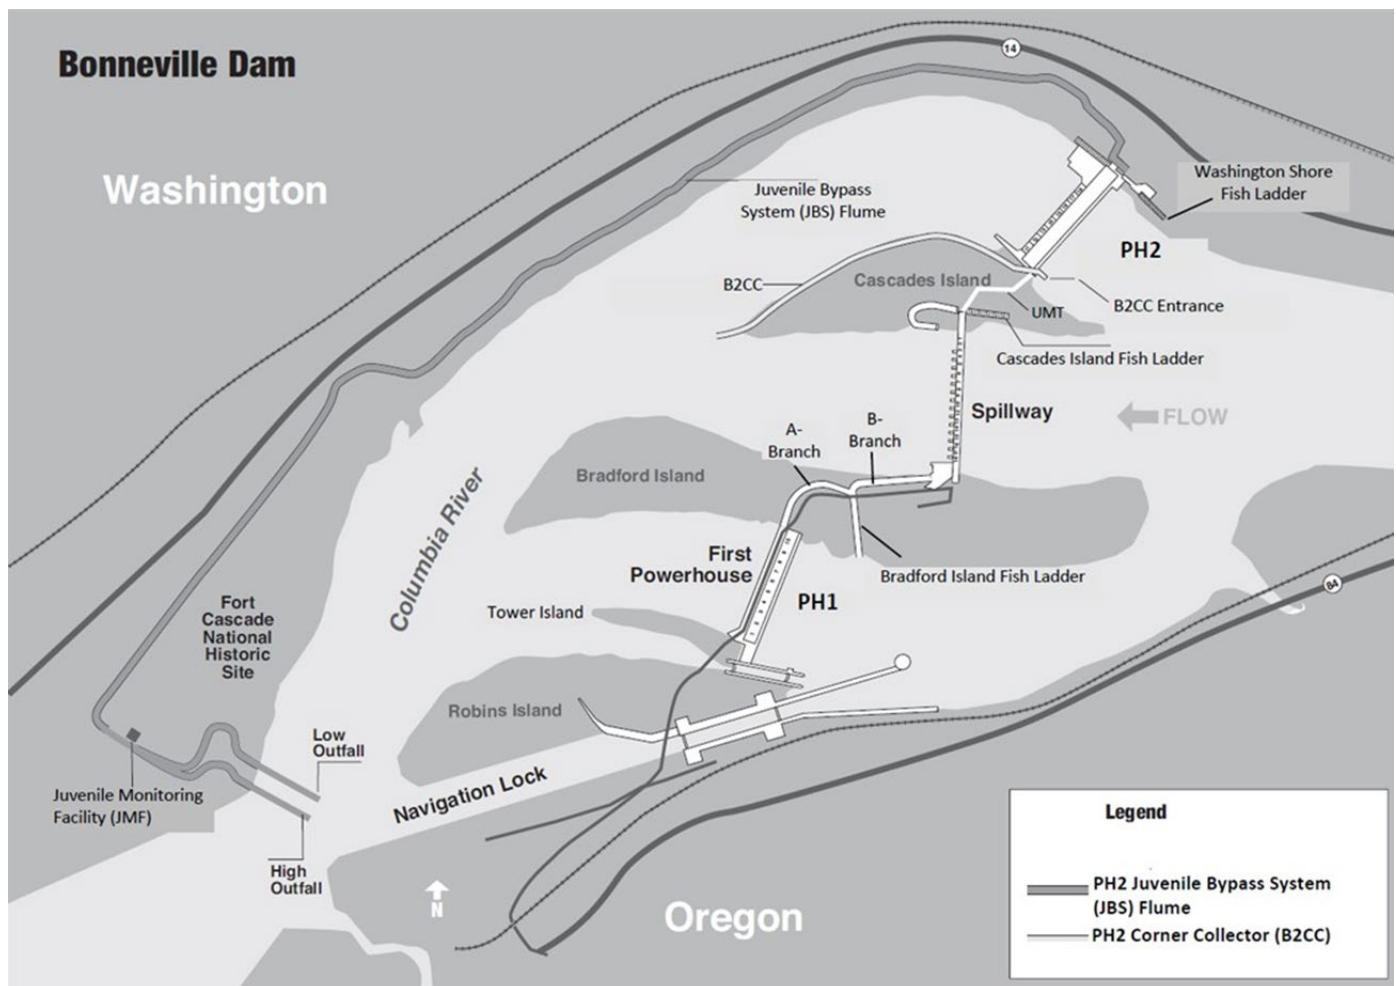 Bonneville Dam
14
Washington
Washington Shore
Fish Ladder
Juvenile Bypass
System (JBS) Flume
PH2
B2CC
Cascades Island
UMT
B2CC Entrance
Cascades Island Fish Ladder
Spillway
FLOW
A-
Branch
B-
Branch
Bradford Island
Columbia River
First
Powerhouse
Bradford Island Fish Ladder
84
PH1
Tower Island
Fort
Cascade
National
Historic
Site
Robins Island
Low
Outfall
Navigation Lock
Juvenile Monitoring
Facility (JMF)
High
Outfall
N
Oregon
Legend
PH2 Juvenile Bypass System
(JBS) Flume
PH2 Corner Collector (B2CC)